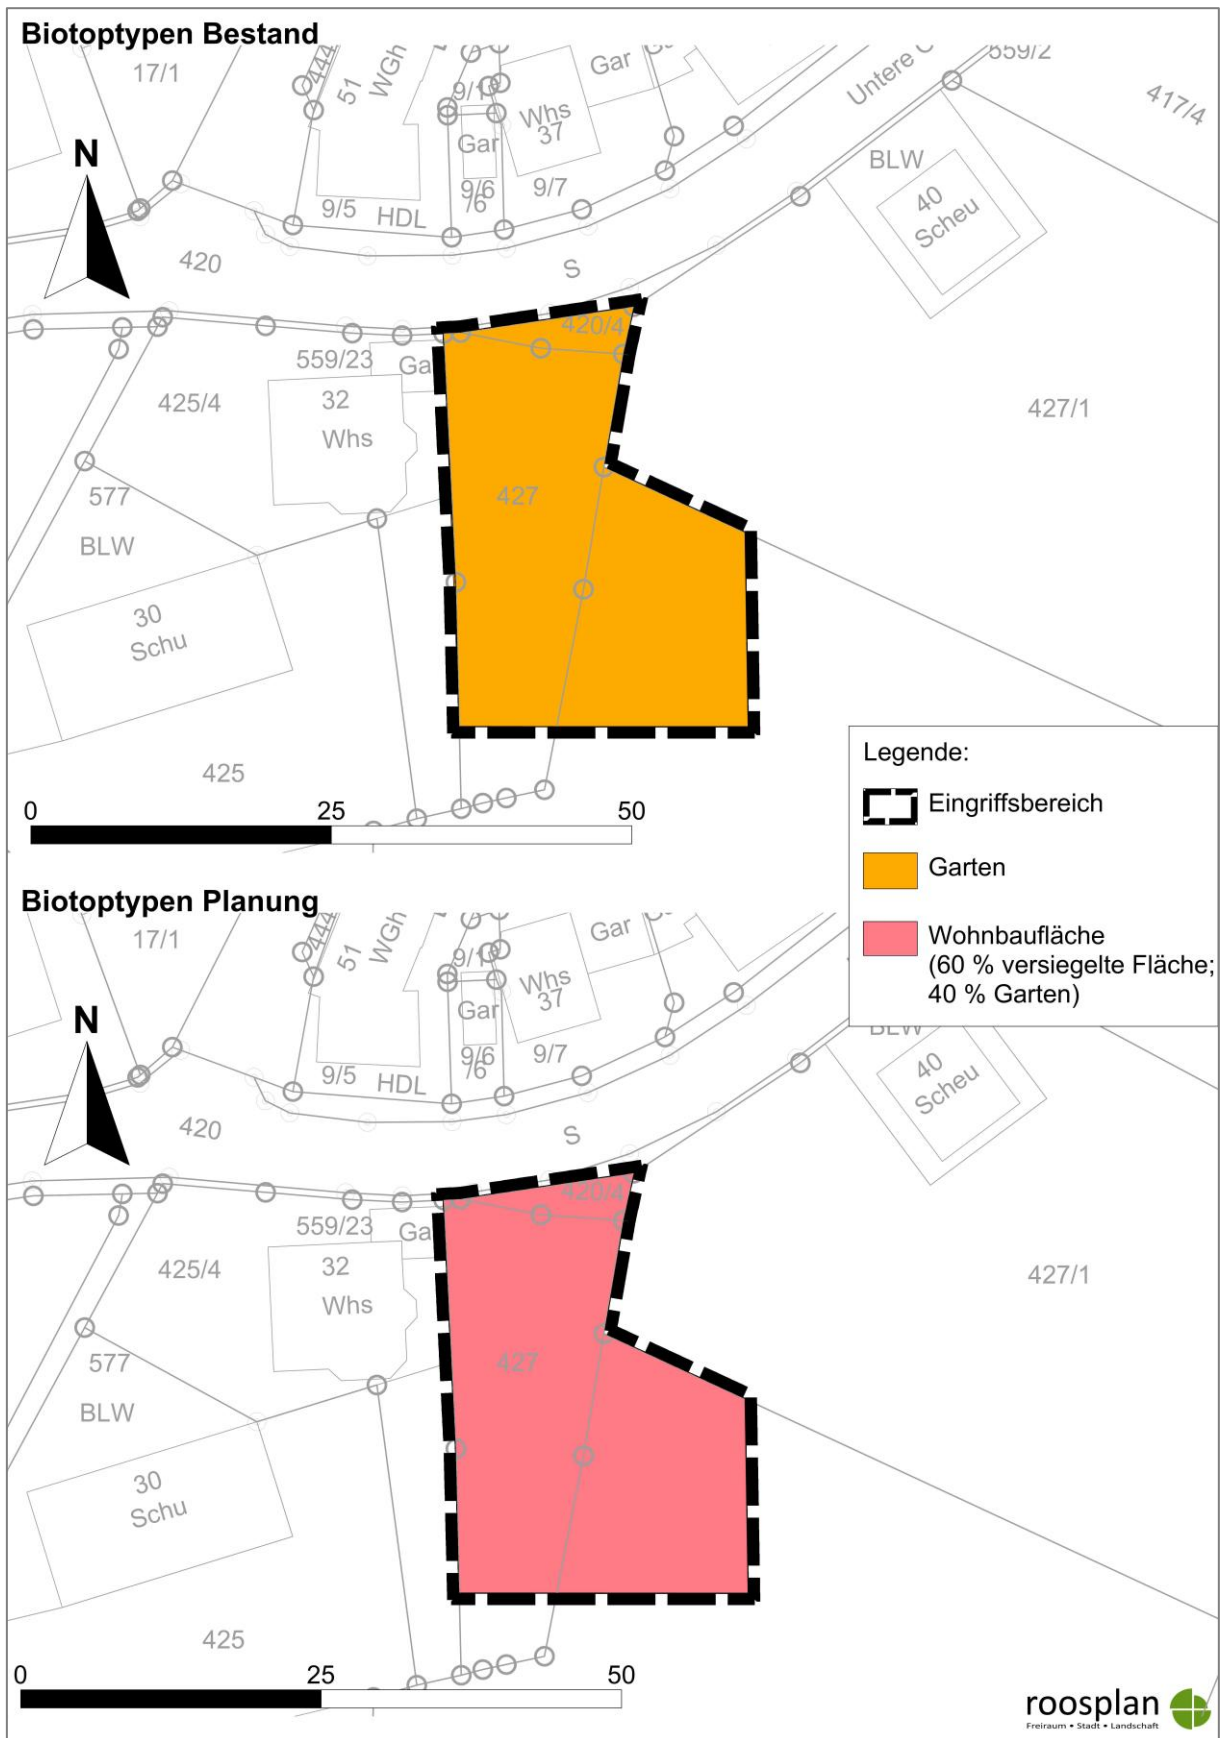 Biotoptypen Bestand
17/1
444
51
WGh
9/1
Gar
Whs
37
Gar
Untere
559/2
417/4
N
BLW
40
Scheu
9/5
HDL
9/6
/6
9/7
420
S
420/4
559/23
Ga
425/4
32
Whs
427/1
427
577
BLW
30
Schu
425
0 25 50
Legende:
Eingriffsbereich
Garten
Wohnbaufläche
(60 % versiegelte Fläche;
40 % Garten)
Biotoptypen Planung
17/1
444
51
WGh
9/1
Gar
Whs
37
Gar
N
BLW
40
Scheu
9/5
HDL
9/6
/6
9/7
420
S
420/4
559/23
Ga
425/4
32
Whs
427/1
427
577
BLW
30
Schu
425
0 25 50
roosplan
Freiraum • Stadt • Landschaft